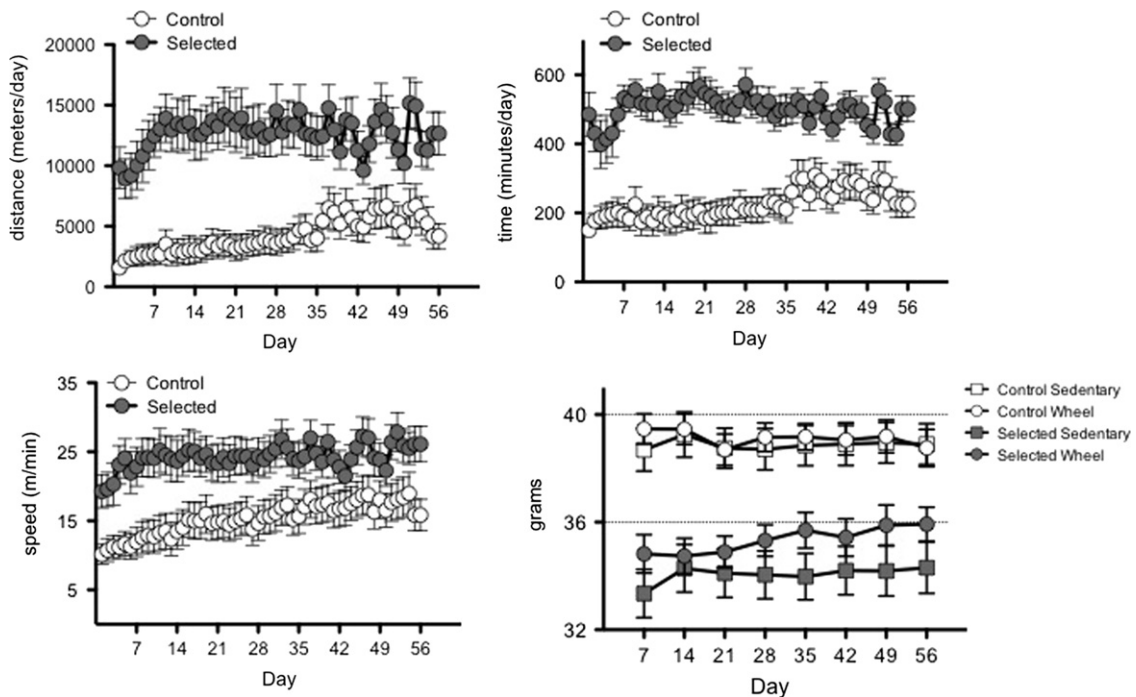 Control
Selected
20000
15000
10000
5000
0
distance (meters/day)
7 14 21 28 35 42 49 56
Day
Control
Selected
600
400
200
0
time (minutes/day)
7 14 21 28 35 42 49 56
Day
Control
Selected
35
25
15
5
speed (m/min)
7 14 21 28 35 42 49 56
Day
Control Sedentary
Control Wheel
Selected Sedentary
Selected Wheel
40
36
32
grams
7 14 21 28 35 42 49 56
Day